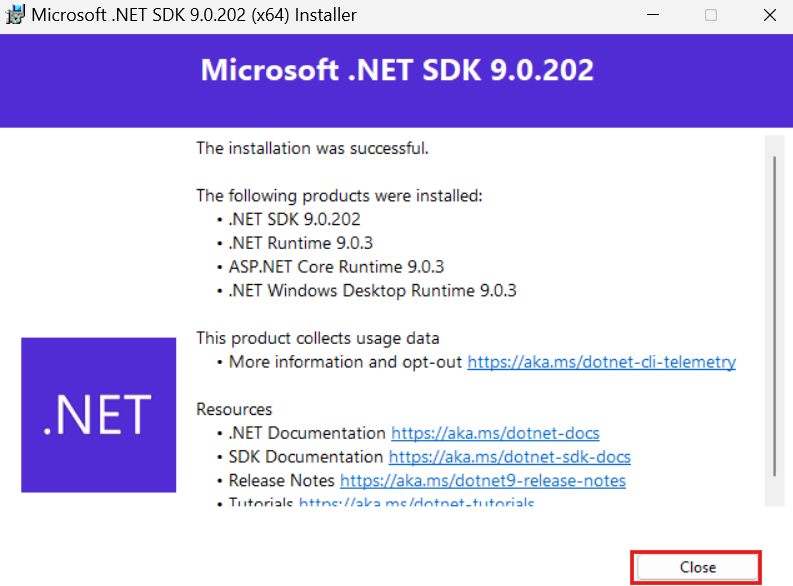 Microsoft .NET SDK 9.0.202 (x64) Installer
Microsoft .NET SDK 9.0.202
The installation was successful.
The following products were installed:
• .NET SDK 9.0.202
• .NET Runtime 9.0.3
• ASP.NET Core Runtime 9.0.3
• .NET Windows Desktop Runtime 9.0.3
This product collects usage data
• More information and opt-out https://aka.ms/dotnet-cli-telemetry
.NET
Resources
• .NET Documentation https://aka.ms/dotnet-docs
• SDK Documentation https://aka.ms/dotnet-sdk-docs
• Release Notes https://aka.ms/dotnet9-release-notes
• Tutorials https://aka.ms/dotnet-tutorials
Close